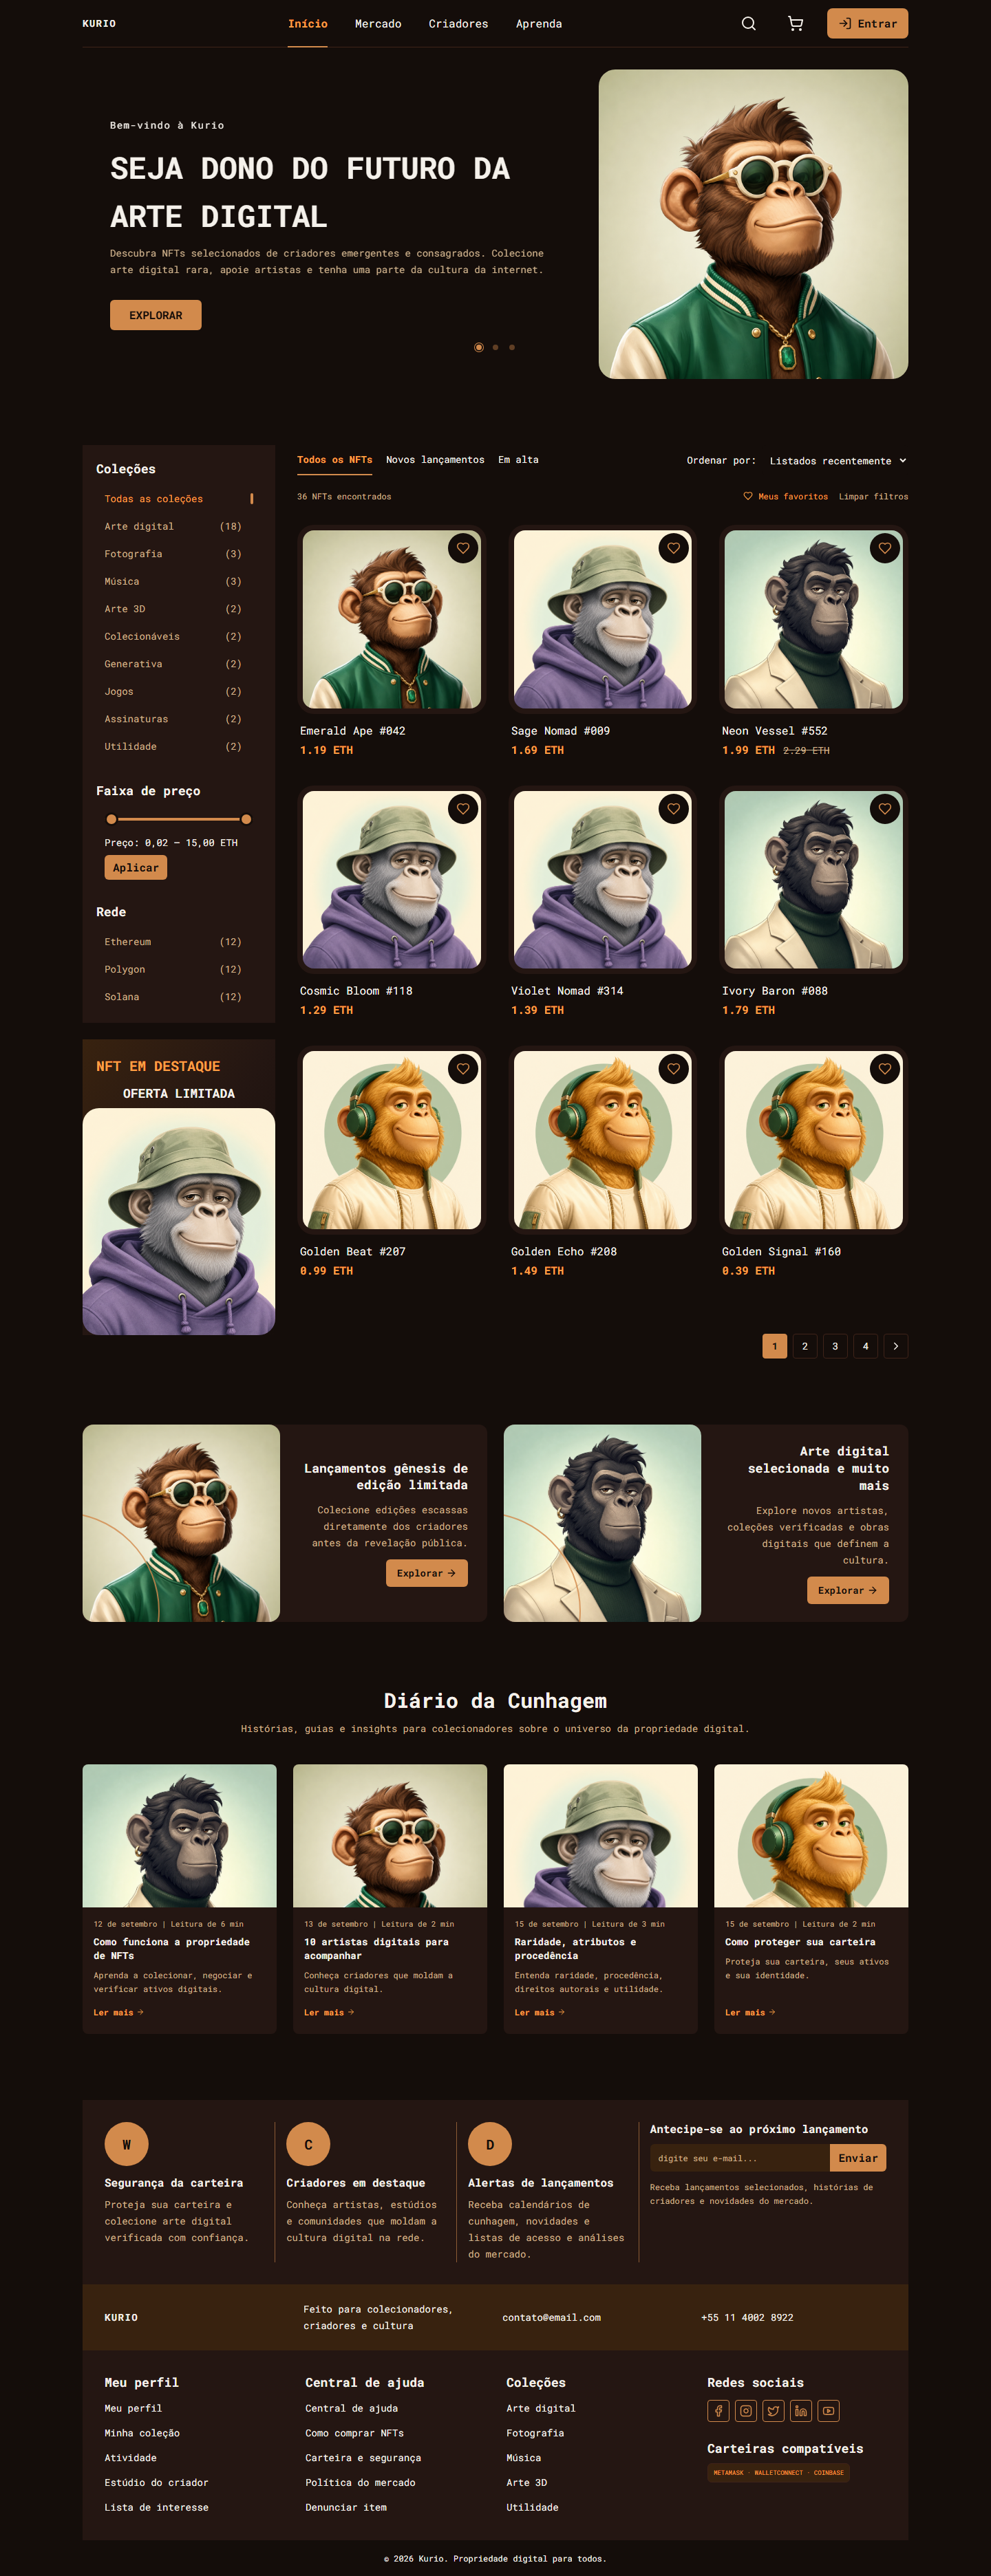 KURIO
Início
Mercado
Criadores
Aprenda
Entrar
Bem-vindo à Kurio
SEJA DONO DO FUTURO DA
ARTE DIGITAL
Descubra NFTs selecionados de criadores emergentes e consagrados. Colecione
arte digital rara, apoie artistas e tenha uma parte da cultura da internet.
EXPLORAR
Coleções
Todas as coleções
Arte digital (18)
Fotografia (3)
Música (3)
Arte 3D (2)
Colecionáveis (2)
Generativa (2)
Jogos (2)
Assinaturas (2)
Utilidade (2)
Faixa de preço
Preço: 0,02 – 15,00 ETH
Aplicar
Rede
Ethereum (12)
Polygon (12)
Solana (12)
NFT EM DESTAQUE
OFERTA LIMITADA
Todos os NFTs
Novos lançamentos
Em alta
Ordenar por: Listados recentemente
36 NFTs encontrados
Meus favoritos
Limpar filtros
Emerald Ape #042
1.19 ETH
Sage Nomad #009
1.69 ETH
Neon Vessel #552
1.99 ETH 2.29 ETH
Cosmic Bloom #118
1.29 ETH
Violet Nomad #314
1.39 ETH
Ivory Baron #088
1.79 ETH
Golden Beat #207
0.99 ETH
Golden Echo #208
1.49 ETH
Golden Signal #160
0.39 ETH
1
2
3
4
Lançamentos gênesis de
edição limitada
Colecione edições escassas
diretamente dos criadores
antes da revelação pública.
Explorar
Arte digital
selecionada e muito
mais
Explore novos artistas,
coleções verificadas e obras
digitais que definem a
cultura.
Explorar
Diário da Cunhagem
Histórias, guias e insights para colecionadores sobre o universo da propriedade digital.
12 de setembro | Leitura de 6 min
Como funciona a propriedade
de NFTs
Aprenda a colecionar, negociar e
verificar ativos digitais.
Ler mais
13 de setembro | Leitura de 2 min
10 artistas digitais para
acompanhar
Conheça criadores que moldam a
cultura digital.
Ler mais
15 de setembro | Leitura de 3 min
Raridade, atributos e
procedência
Entenda raridade, procedência,
direitos autorais e utilidade.
Ler mais
15 de setembro | Leitura de 2 min
Como proteger sua carteira
Proteja sua carteira, seus ativos
e sua identidade.
Ler mais
W
Segurança da carteira
Proteja sua carteira e
colecione arte digital
verificada com confiança.
C
Criadores em destaque
Conheça artistas, estúdios
e comunidades que moldam a
cultura digital na rede.
D
Alertas de lançamentos
Receba calendários de
cunhagem, novidades e
listas de acesso e análises
do mercado.
Antecipe-se ao próximo lançamento
digite seu e-mail...
Enviar
Receba lançamentos selecionados, histórias de
criadores e novidades do mercado.
KURIO
Feito para colecionadores,
criadores e cultura
contato@email.com
+55 11 4002 8922
Meu perfil
Meu perfil
Minha coleção
Atividade
Estúdio do criador
Lista de interesse
Central de ajuda
Central de ajuda
Como comprar NFTs
Carteira e segurança
Política do mercado
Denunciar item
Coleções
Arte digital
Fotografia
Música
Arte 3D
Utilidade
Redes sociais
Carteiras compatíveis
METAMASK · WALLETCONNECT · COINBASE
© 2026 Kurio. Propriedade digital para todos.